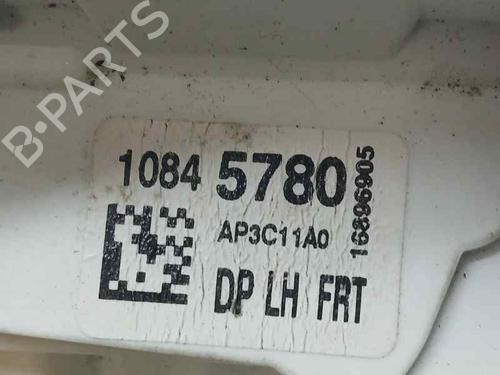 B-PARTS
1084 5780
AP3C11A0
16896905
DP LH FRT